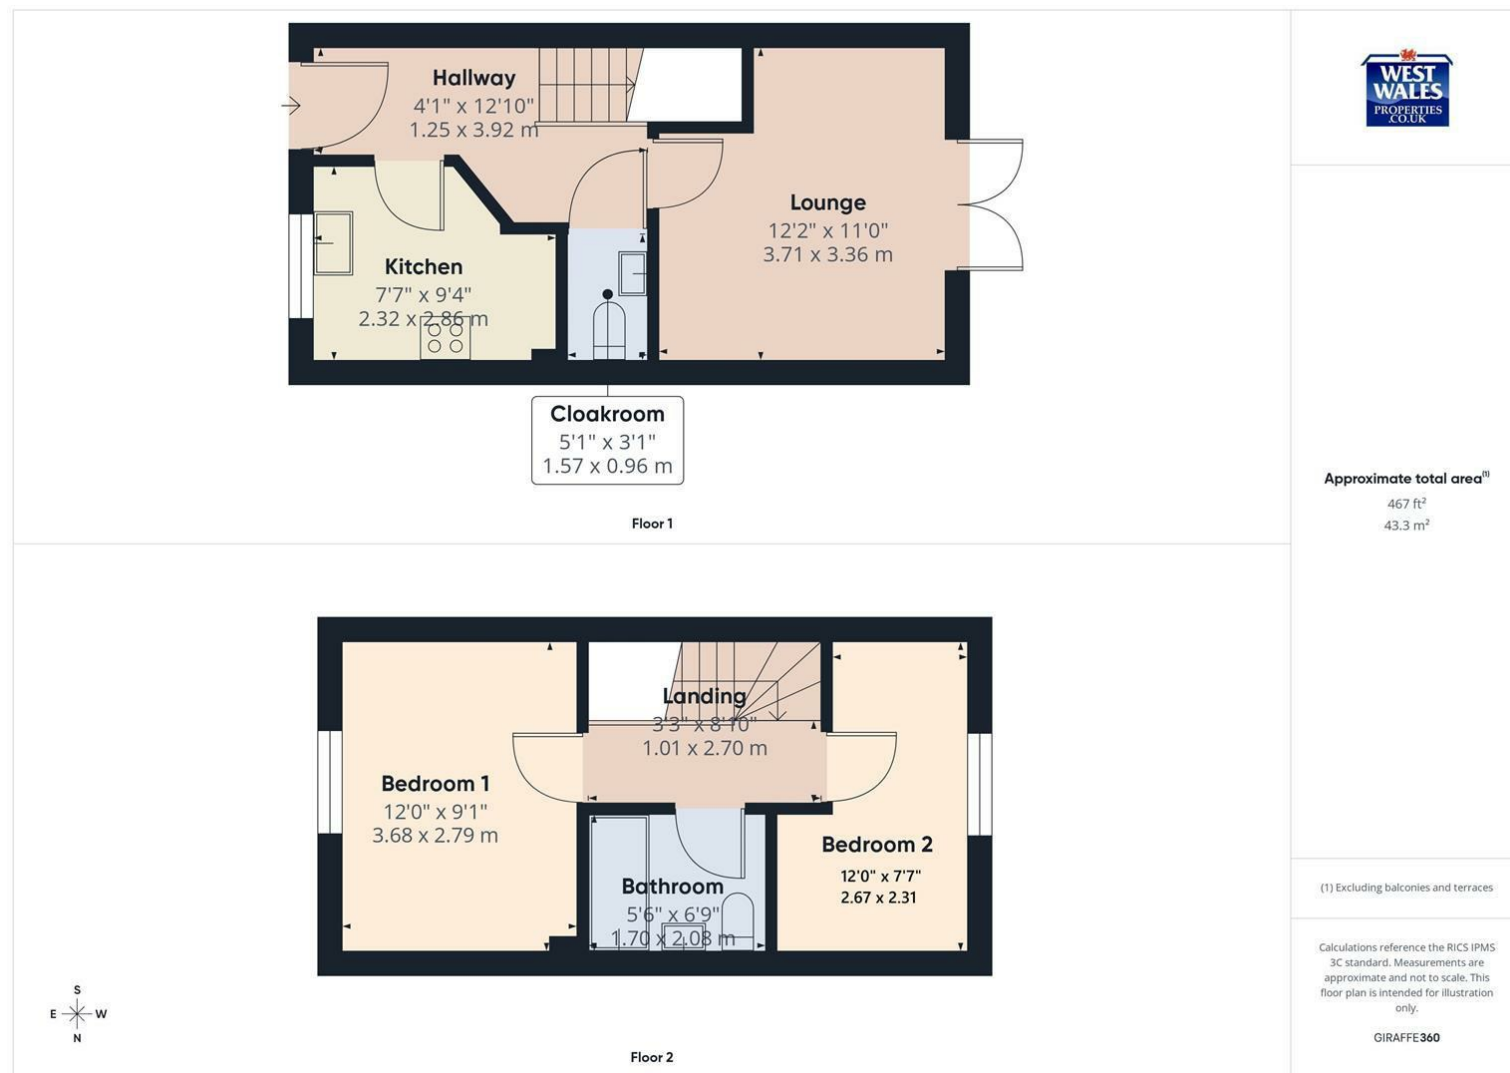 Hallway
4'1" x 12'10"
1.25 x 3.92 m
Lounge
12'2" x 11'0"
3.71 x 3.36 m
Kitchen
7'7" x 9'4"
2.32 x 2.86 m
Cloakroom
5'1" x 3'1"
1.57 x 0.96 m
Floor 1
Landing
3'3" x 8'10"
1.01 x 2.70 m
Bedroom 1
12'0" x 9'1"
3.68 x 2.79 m
Bedroom 2
12'0" x 7'7"
2.67 x 2.31
Bathroom
5'6" x 6'9"
1.70 x 2.08 m
S
E W
N
Floor 2
WEST
WALES
PROPERTIES
.CO.UK
Approximate total area(1)
467 ft²
43.3 m²
(1) Excluding balconies and terraces
Calculations reference the RICS IPMS
3C standard. Measurements are
approximate and not to scale. This
floor plan is intended for illustration
only.
GIRAFFE360